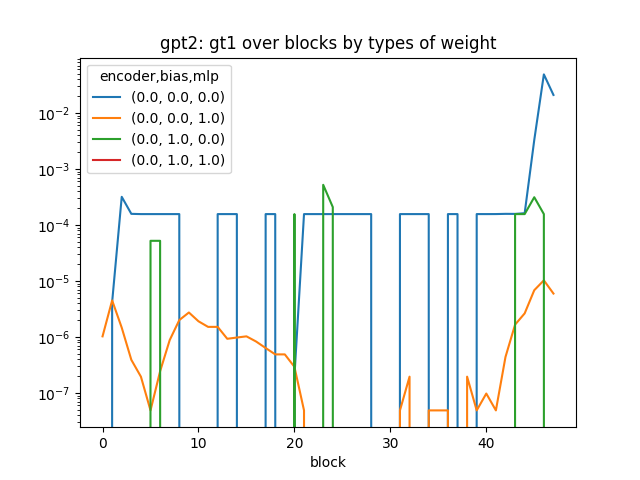 gpt2: gt1 over blocks by types of weight
encoder,bias,mlp
(0.0, 0.0, 0.0)
(0.0, 0.0, 1.0)
(0.0, 1.0, 0.0)
(0.0, 1.0, 1.0)
10⁻²
10⁻³
10⁻⁴
10⁻⁵
10⁻⁶
10⁻⁷
0 10 20 30 40
block